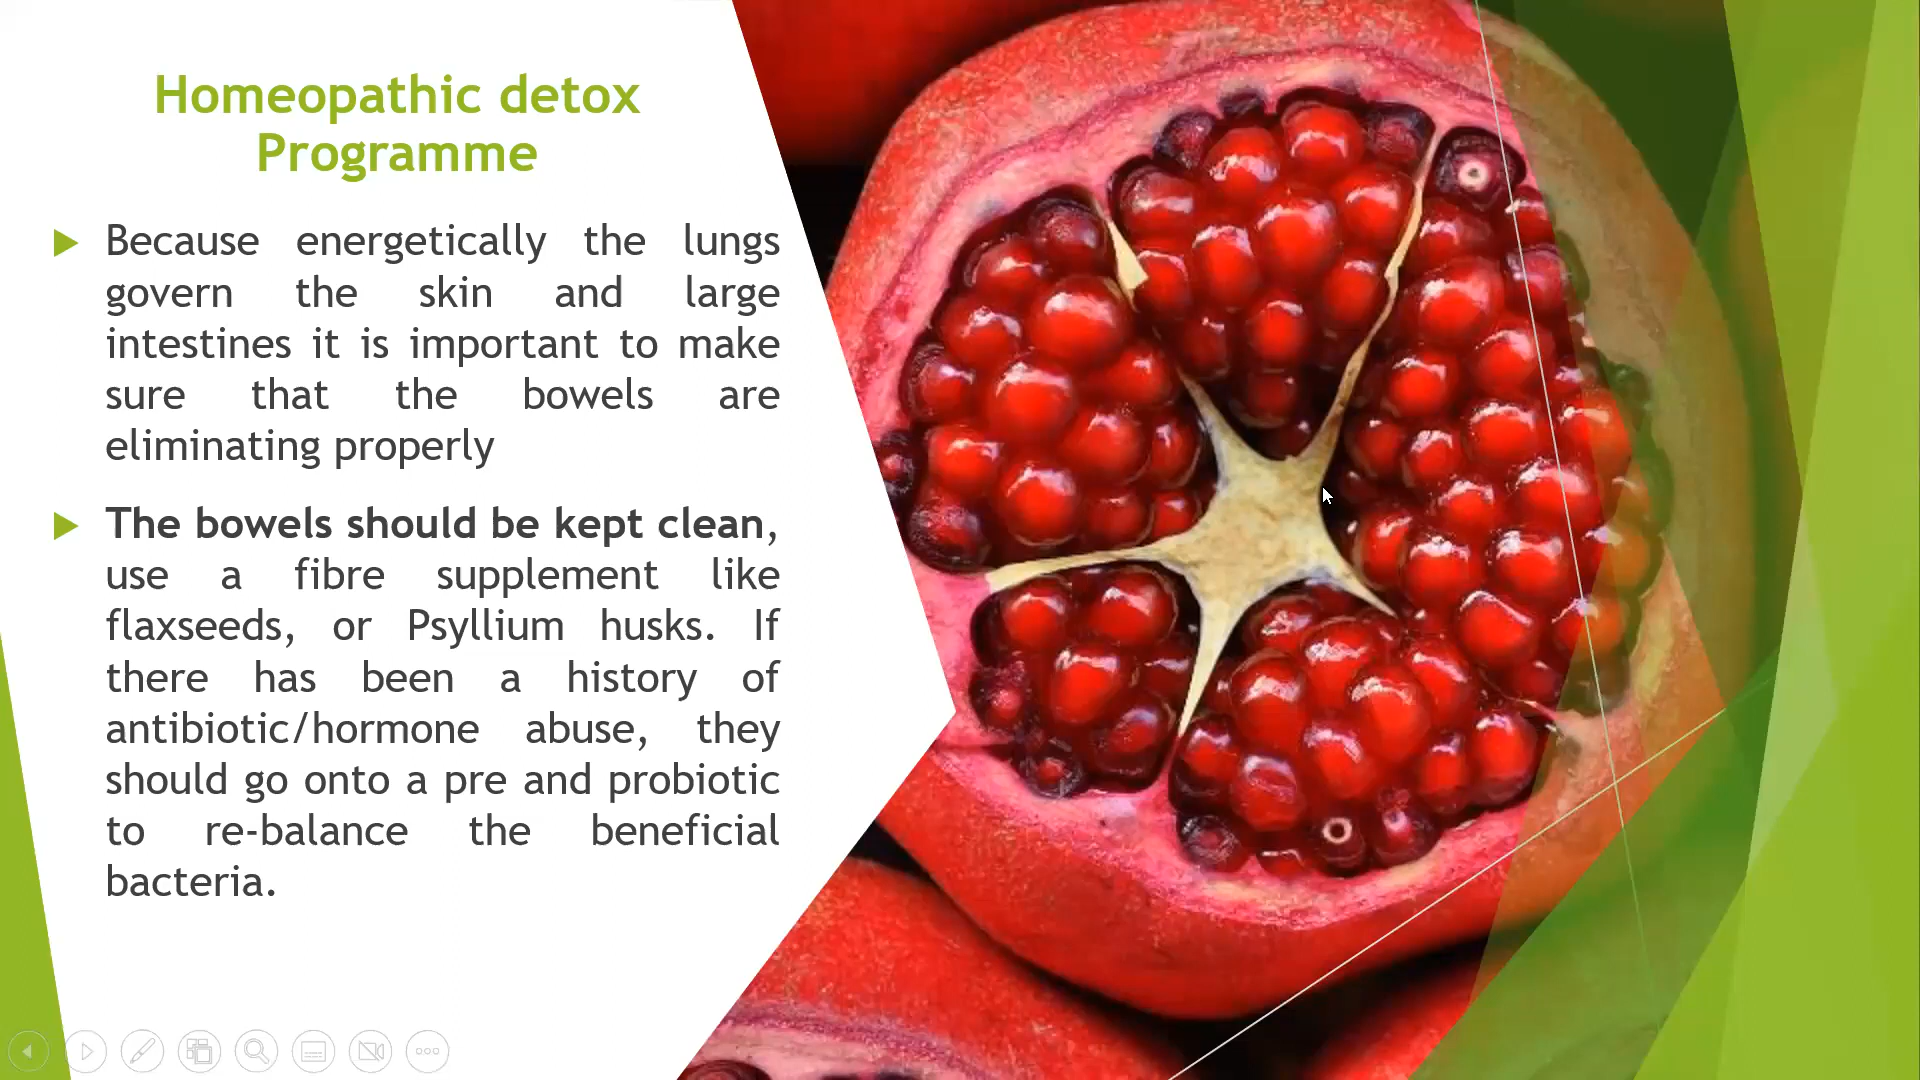 Homeopathic detox
Programme
Because energetically the lungs
govern the skin and large
intestines it is important to make
sure that the bowels are
eliminating properly
The bowels should be kept clean,
use a fibre supplement like
flaxseeds, or Psyllium husks. If
there has been a history of
antibiotic/hormone abuse, they
should go onto a pre and probiotic
to re-balance the beneficial
bacteria.